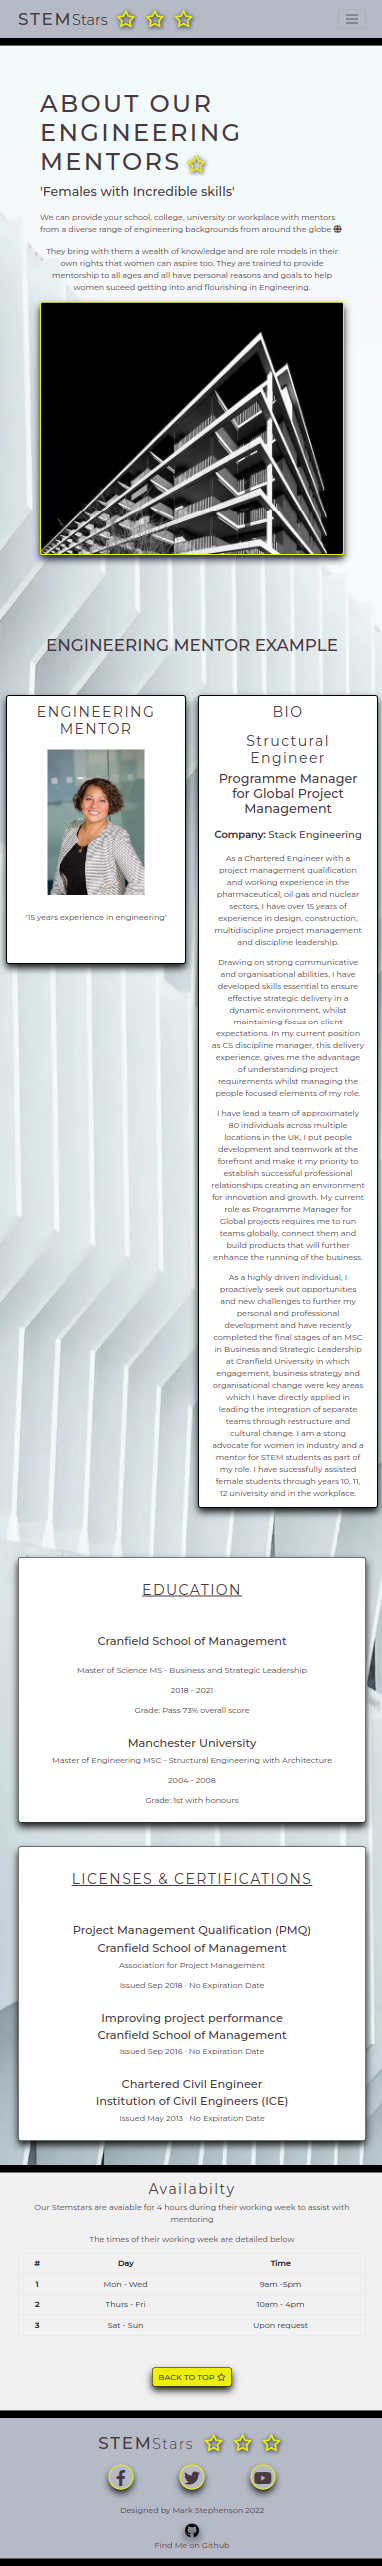 STEMStars
ABOUT OUR
ENGINEERING
MENTORS
'Females with Incredible skills'
We can provide your school, college, university or workplace with mentors
from a diverse range of engineering backgrounds from around the globe
They bring with them a wealth of knowledge and are role models in their
own rights that women can aspire too. They are trained to provide
mentorship to all ages and all have personal reasons and goals to help
women suceed getting into and flourishing in Engineering.
ENGINEERING MENTOR EXAMPLE
ENGINEERING
MENTOR
'15 years experience in engineering'
BIO
Structural
Engineer
Programme Manager
for Global Project
Management
Company: Stack Engineering
As a Chartered Engineer with a
project management qualification
and working experience in the
pharmaceutical, oil gas and nuclear
sectors, I have over 15 years of
experience in design, construction,
multidiscipline project management
and discipline leadership.
Drawing on strong communicative
and organisational abilities, I have
developed skills essential to ensure
effective strategic delivery in a
dynamic environment, whilst
maintaining focus on client
expectations. In my current position
as CS discipline manager, this delivery
experience, gives me the advantage
of understanding project
requirements whilst managing the
people focused elements of my role.
I have lead a team of approximately
80 individuals across multiple
locations in the UK, I put people
development and teamwork at the
forefront and make it my priority to
establish successful professional
relationships creating an environment
for innovation and growth. My current
role as Programme Manager for
Global projects requires me to run
teams globally, connect them and
build products that will further
enhance the running of the business.
As a highly driven individual, I
proactively seek out opportunities
and new challenges to further my
personal and professional
development and have recently
completed the final stages of an MSC
in Business and Strategic Leadership
at Cranfield University in which
engagement, business strategy and
organisational change were key areas
which I have directly applied in
leading the integration of separate
teams through restructure and
cultural change. I am a stong
advocate for women in industry and a
mentor for STEM students as part of
my role. I have sucessfully assisted
female students through years 10, 11,
12 university and in the workplace.
EDUCATION
Cranfield School of Management
Master of Science MS - Business and Strategic Leadership
2018 - 2021
Grade: Pass 73% overall score
Manchester University
Master of Engineering MSC - Structural Engineering with Architecture
2004 - 2008
Grade: 1st with honours
LICENSES & CERTIFICATIONS
Project Management Qualification (PMQ)
Cranfield School of Management
Association for Project Management
Issued Sep 2018 · No Expiration Date
Improving project performance
Cranfield School of Management
Issued Sep 2016 · No Expiration Date
Chartered Civil Engineer
Institution of Civil Engineers (ICE)
Issued May 2013 · No Expiration Date
Availabilty
Our Stemstars are avaiable for 4 hours during their working week to assist with
mentoring
The times of their working week are detailed below
# Day Time
1 Mon - Wed 9am -5pm
2 Thurs - Fri 10am - 4pm
3 Sat - Sun Upon request
BACK TO TOP
STEMStars
Designed by Mark Stephenson 2022
Find Me on Github